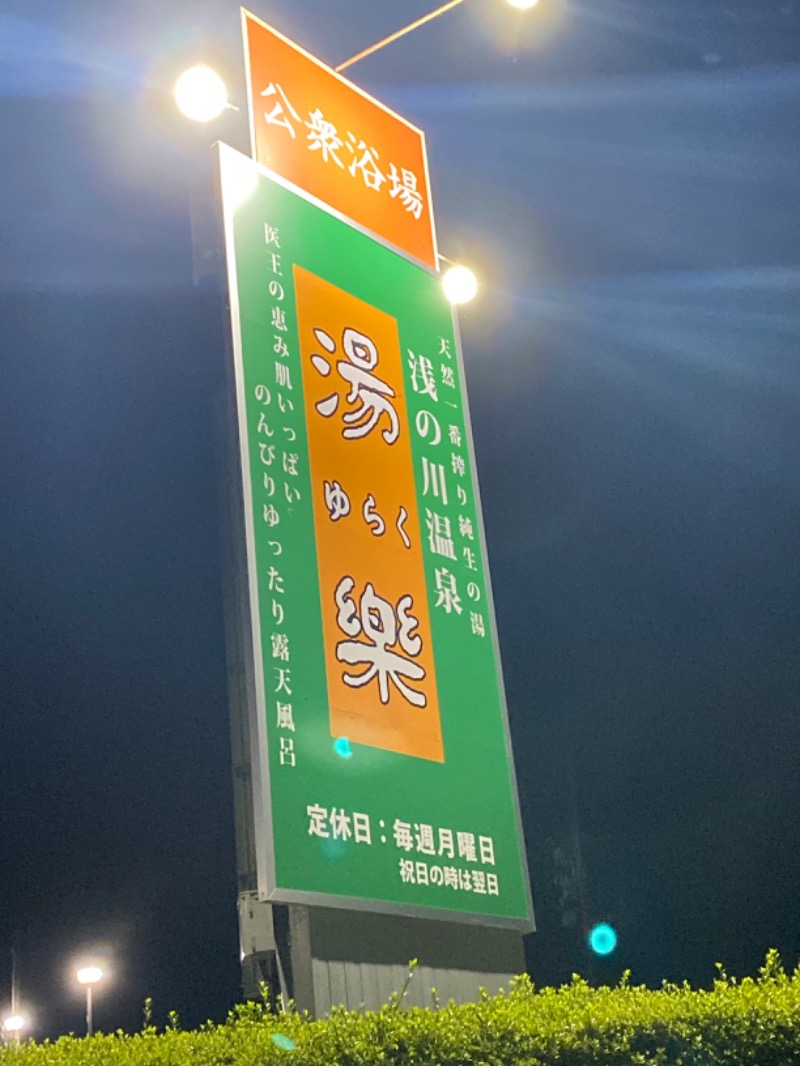 公衆浴場
天然一番搾り純生の湯
浅の川温泉
湯
ゆらく
樂
医王の恵み肌いっぱい
のんびりゆったり露天風呂
定休日：毎週月曜日
祝日の時は翌日